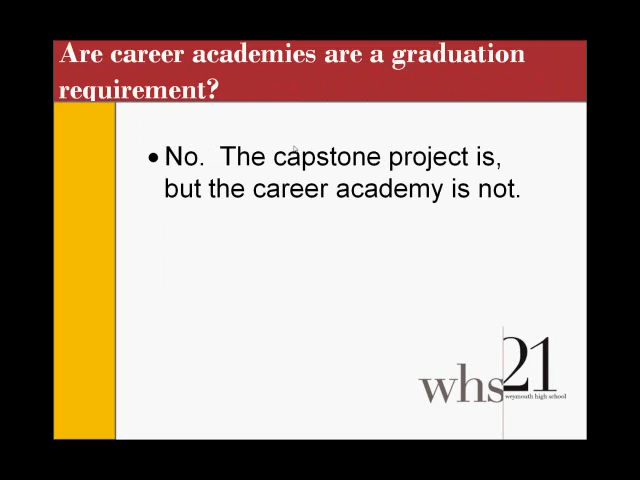 Are career academies are a graduation
requirement?
• No.  The capstone project is,
but the career academy is not.
whs21
weymouth high school